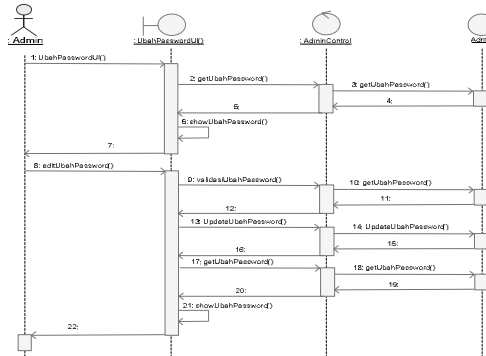 : Admin
: UbahPasswordUI()
: AdminControl
1: UbahPasswordUI()
2: getUbahPassword()
3: getUbahPassword()
4:
5:
6: showUbahPassword()
7:
8: editUbahPassword()
9: validasiUbahPassword()
10: getUbahPassword()
11:
12:
13: UpdateUbahPassword()
14: UpdateUbahPassword()
15:
16:
17: getUbahPassword()
18: getUbahPassword()
19:
20:
21: showUbahPassword()
22: